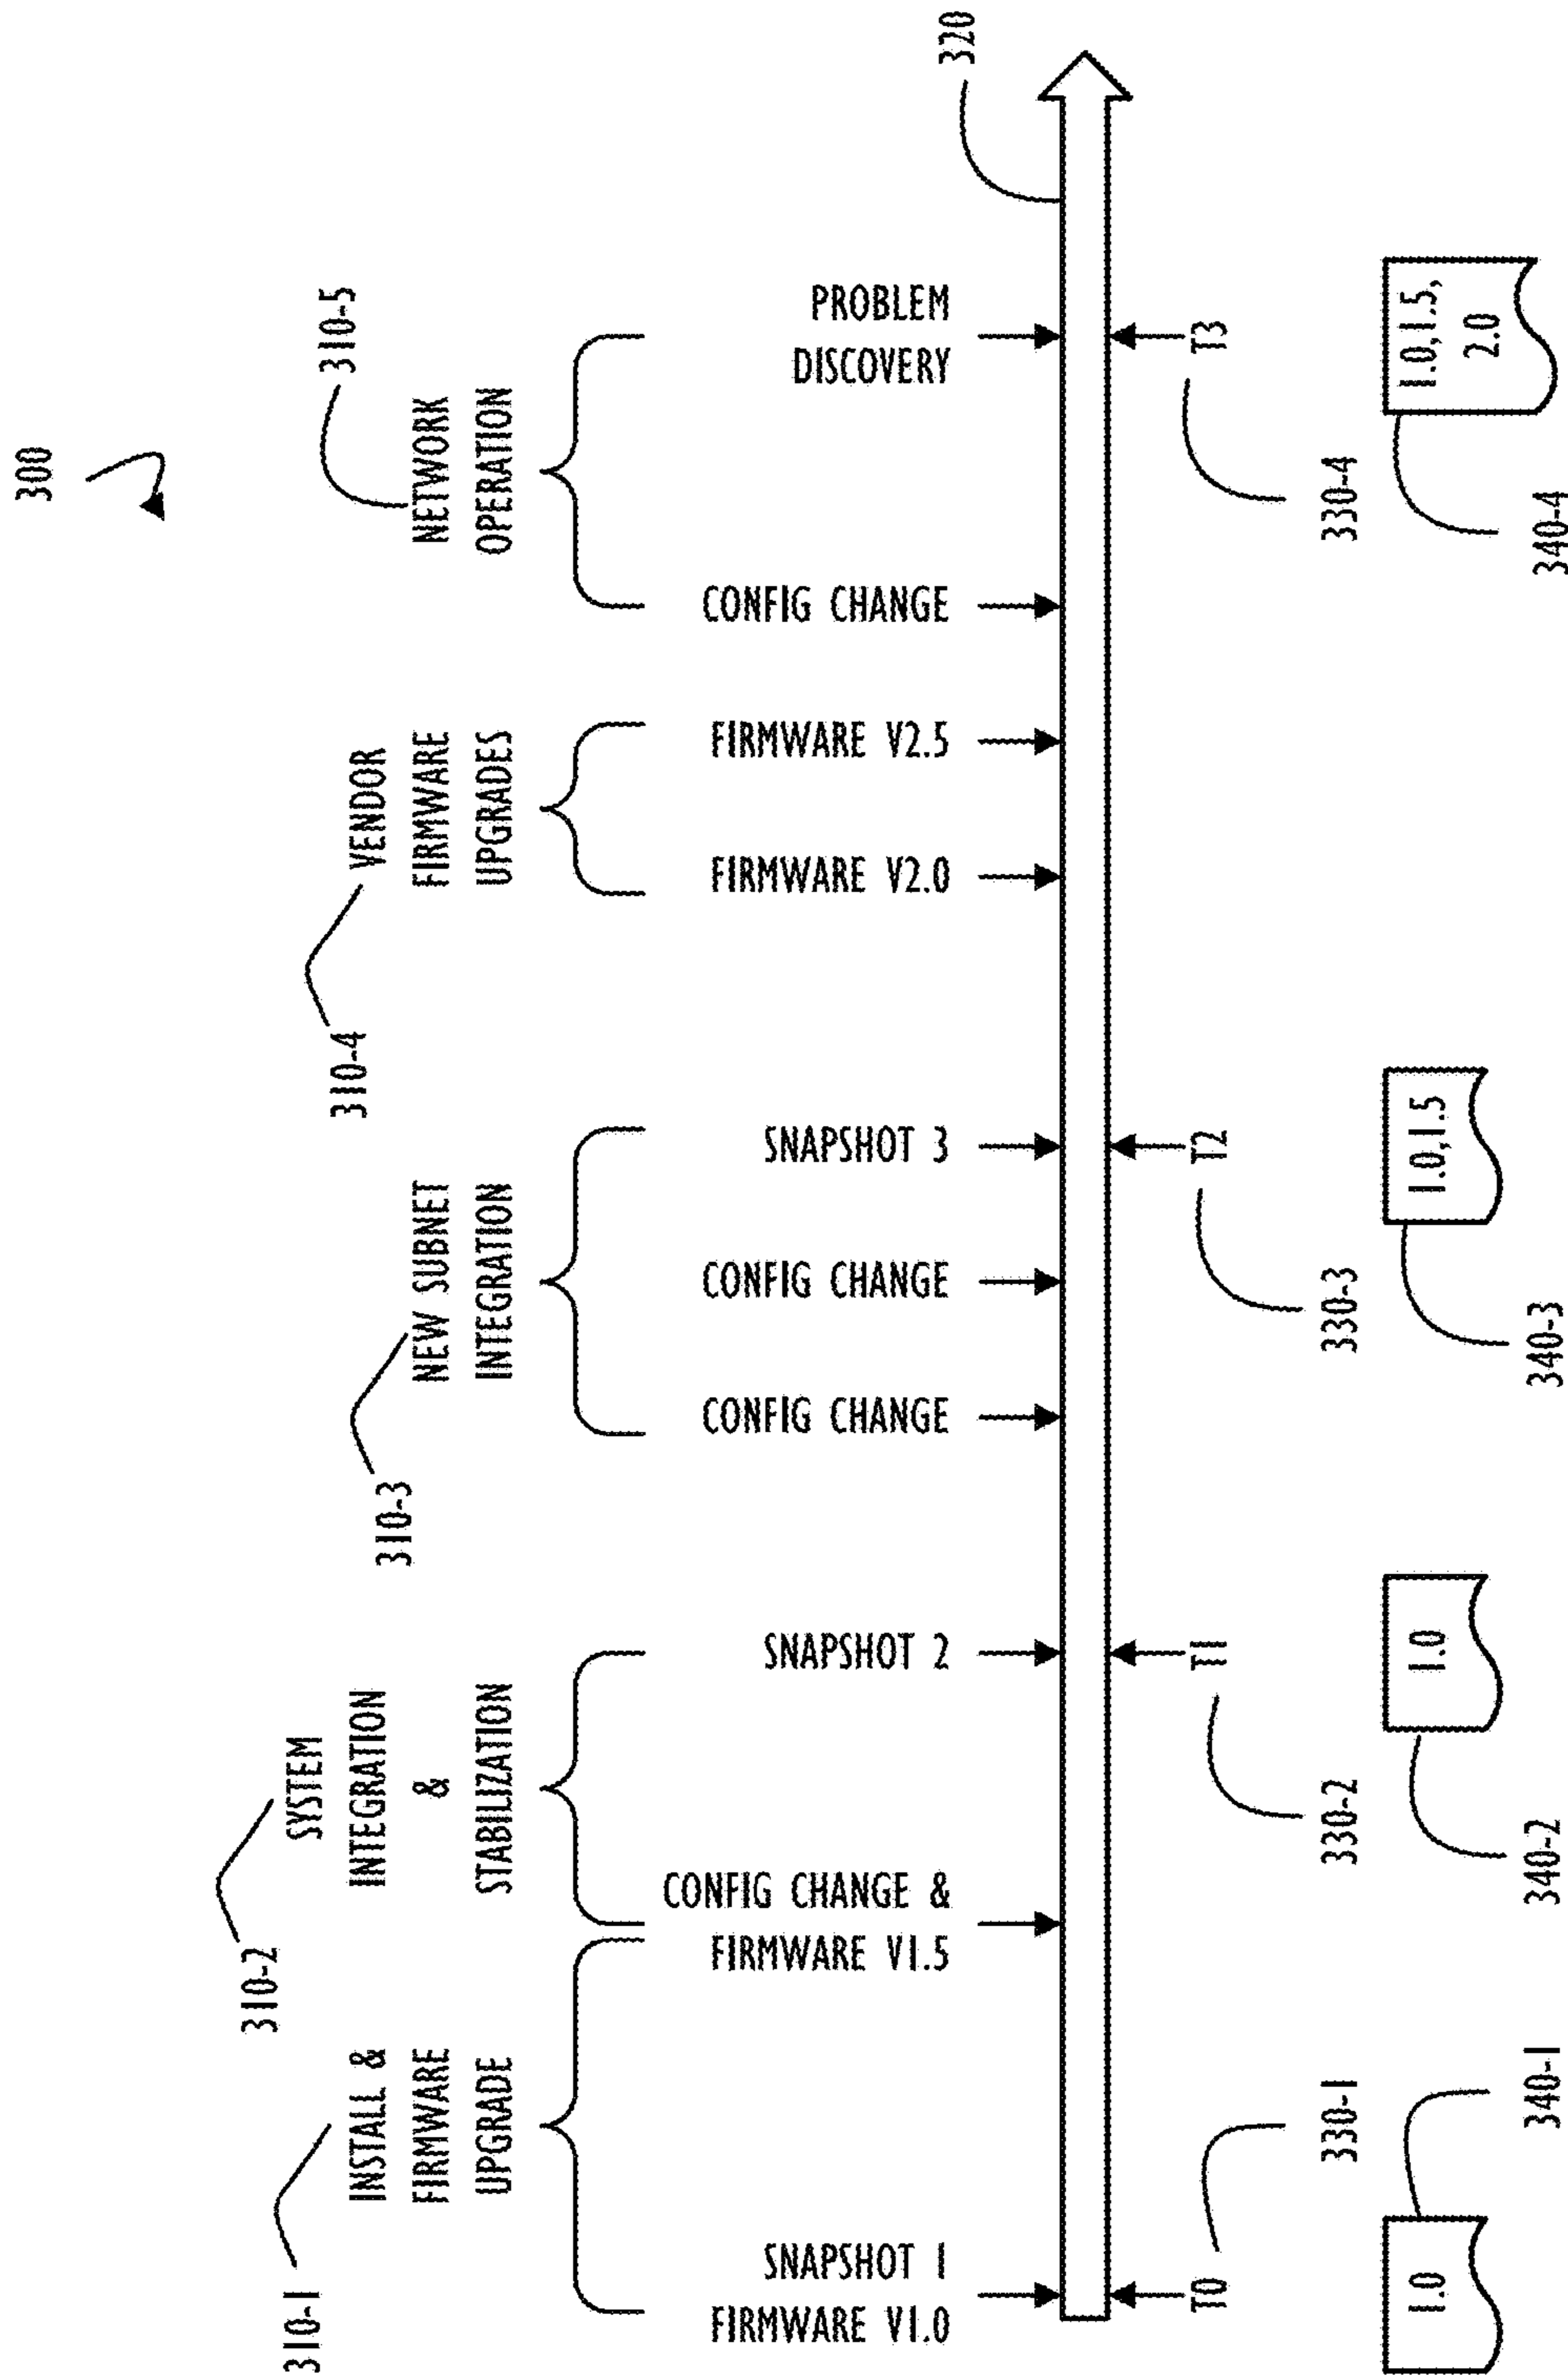 300
310-1
INSTALL &
FIRMWARE
UPGRADE
310-2
SYSTEM
INTEGRATION
&
STABILIZATION
310-3
NEW SUBNET
INTEGRATION
310-4
VENDOR
FIRMWARE
UPGRADES
310-5
NETWORK
OPERATION
SNAPSHOT 1
FIRMWARE V1.0
CONFIG CHANGE &
FIRMWARE V1.5
SNAPSHOT 2
CONFIG CHANGE
CONFIG CHANGE
SNAPSHOT 3
FIRMWARE V2.0
FIRMWARE V2.5
CONFIG CHANGE
PROBLEM
DISCOVERY
320
T0
T1
T2
T3
330-1
330-2
330-3
330-4
1.0
1.0
1.0,1.5
1.0,1.5,
2.0
340-1
340-2
340-3
340-4